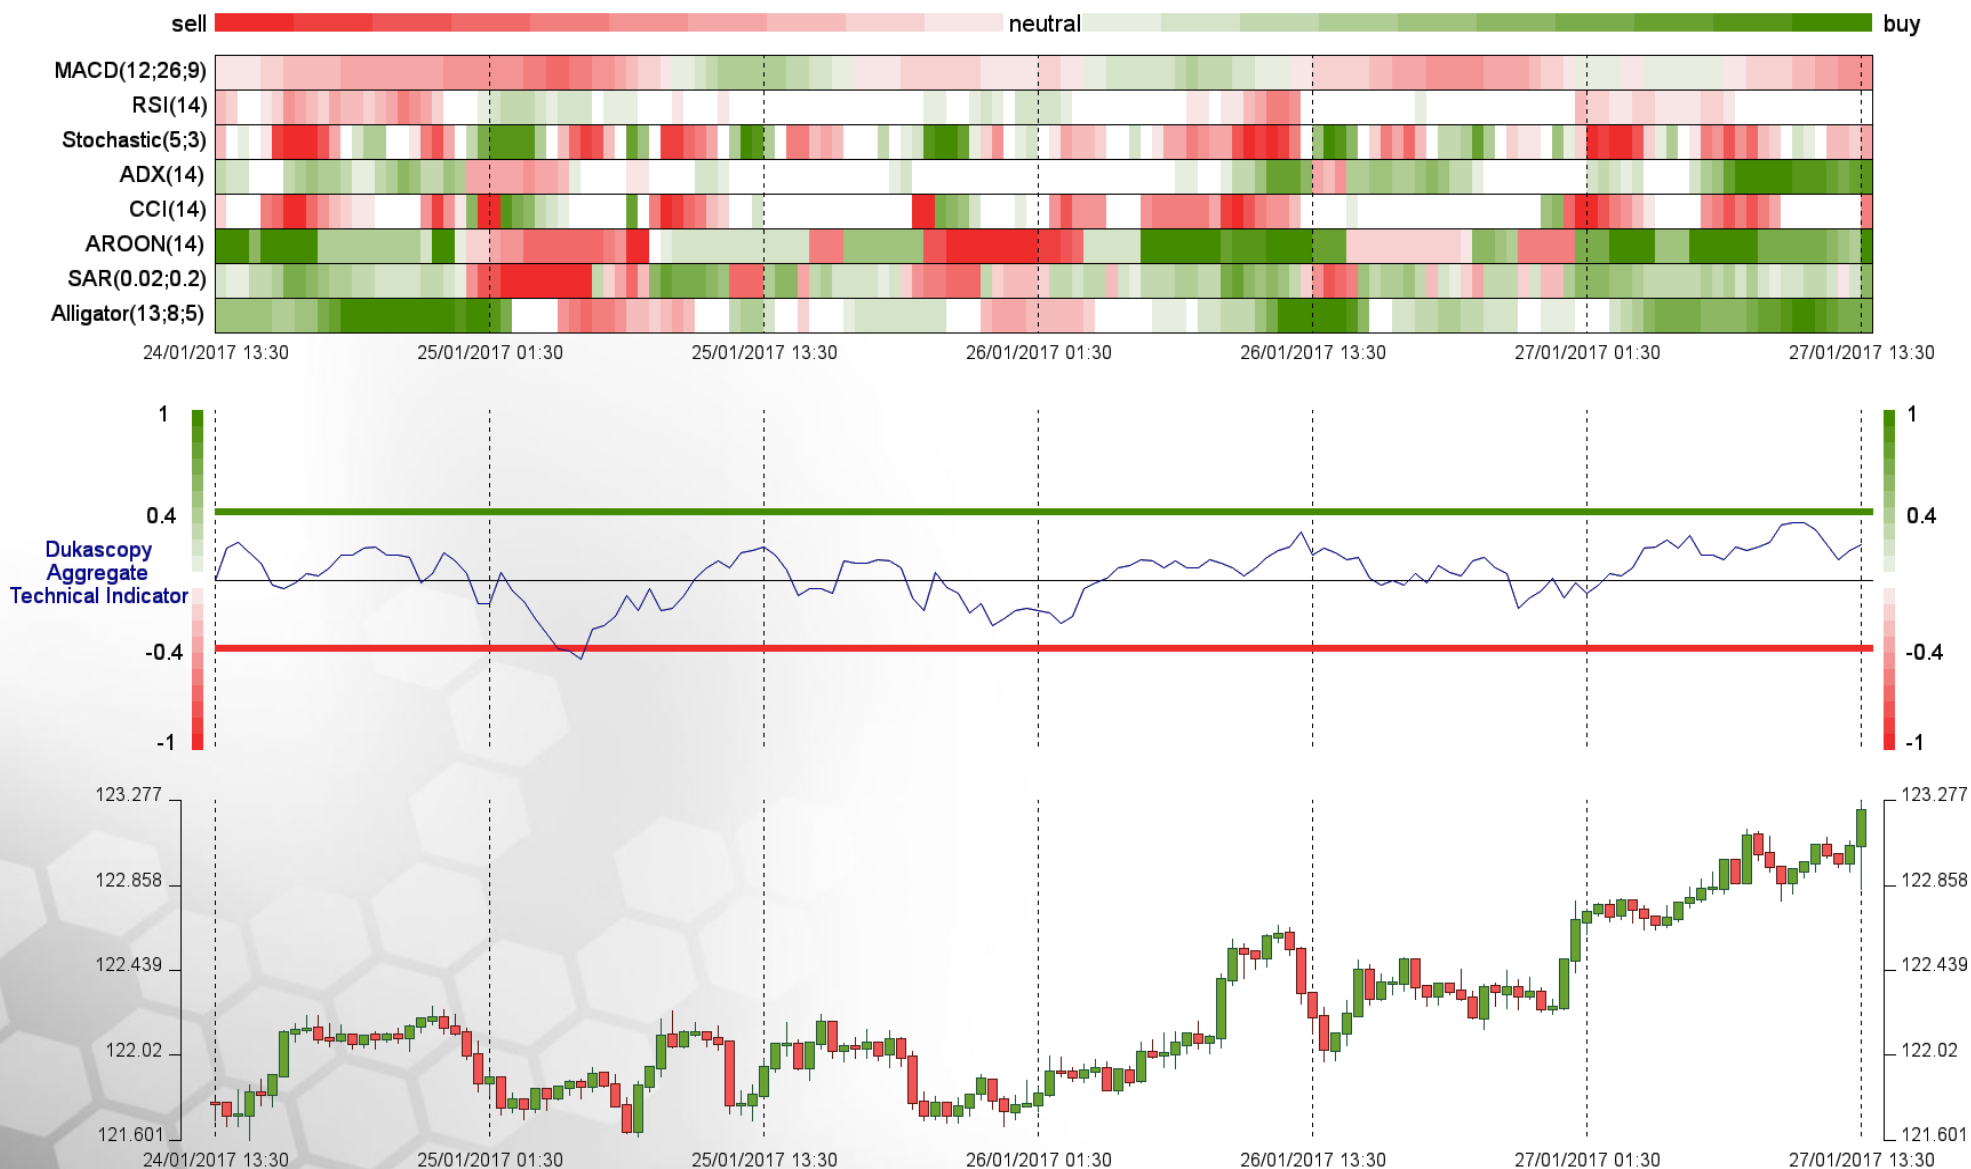 sell neutral buy
MACD(12;26;9)
RSI(14)
Stochastic(5;3)
ADX(14)
CCI(14)
AROON(14)
SAR(0.02;0.2)
Alligator(13;8;5)
24/01/2017 13:30 25/01/2017 01:30 25/01/2017 13:30 26/01/2017 01:30 26/01/2017 13:30 27/01/2017 01:30 27/01/2017 13:30
1 1
0.4 0.4
Dukascopy
Aggregate
Technical Indicator
-0.4 -0.4
-1 -1
123.277 123.277
122.858 122.858
122.439 122.439
122.02 122.02
121.601 121.601
24/01/2017 13:30 25/01/2017 01:30 25/01/2017 13:30 26/01/2017 01:30 26/01/2017 13:30 27/01/2017 01:30 27/01/2017 13:30